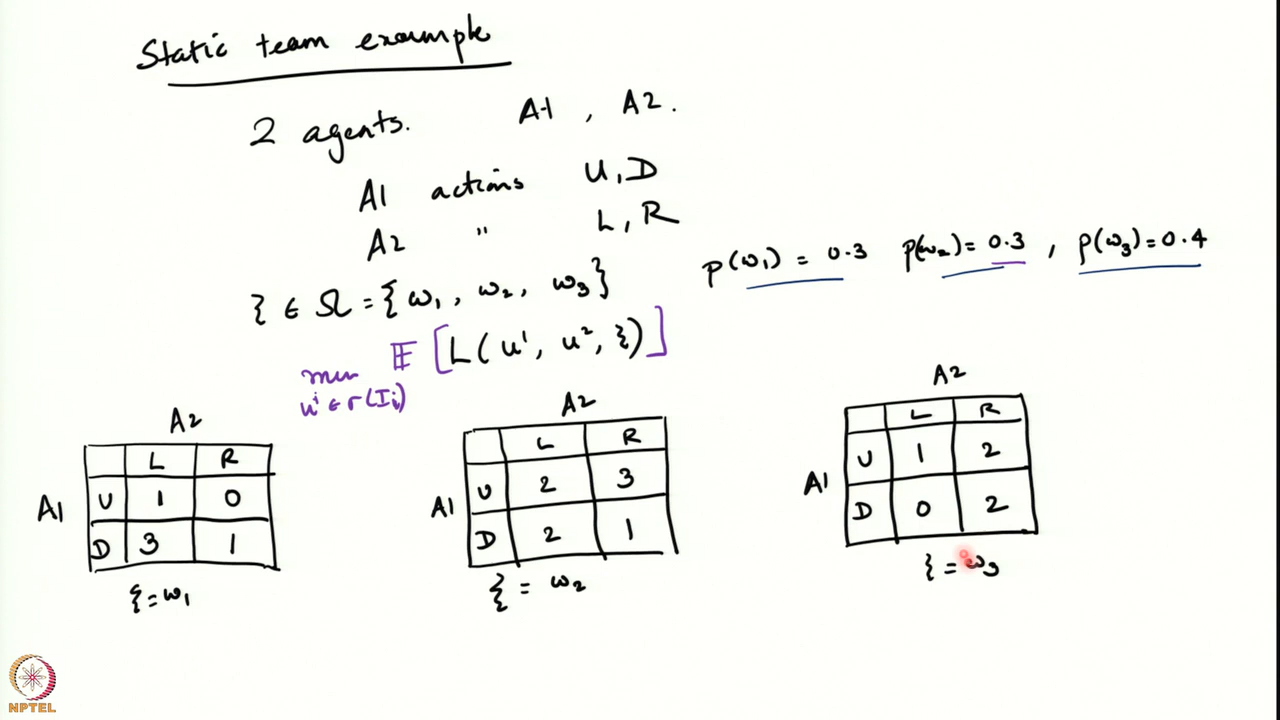 Static team example
2 agents. A1 , A2.
A1 actions U, D
A2 " L, R
ξ ∈ Ω = {ω1, ω2, ω3}
p(ω1) = 0.3 p(ω2) = 0.3 , p(ω3) = 0.4
min 𝔼 [L(u¹, u², ξ)]
uⁱ ∈ σ(Ii)
A2
L R
A1 U 1 0
D 3 1
ξ = ω1
A2
L R
A1 U 2 3
D 2 1
ξ = ω2
A2
L R
A1 U 1 2
D 0 2
ξ = ω3
NPTEL